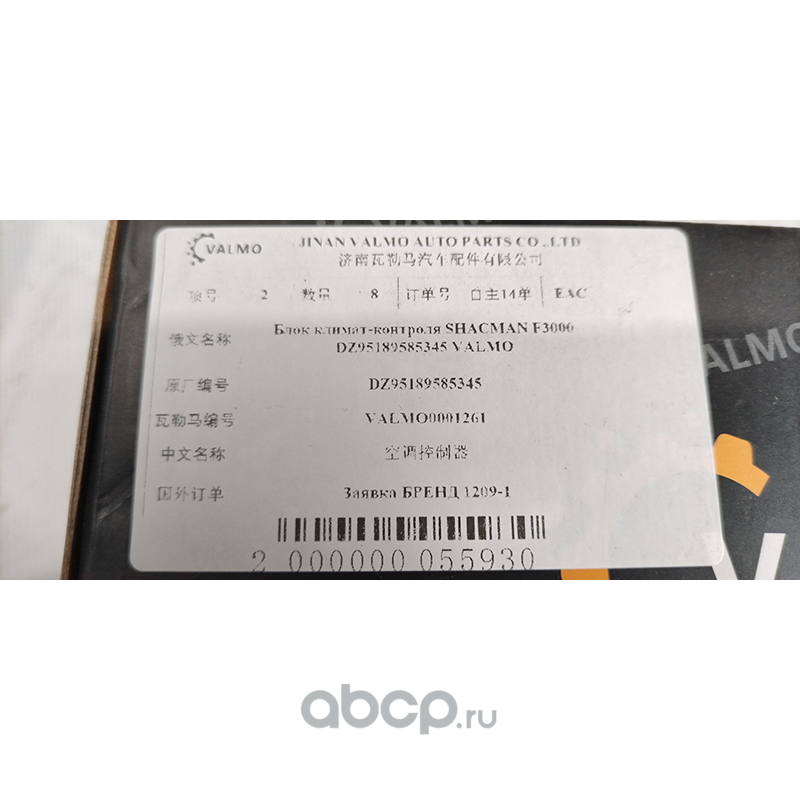 VALMO
VALMO JINAN VALMO AUTO PARTS CO .,LTD
济南瓦勒马汽车配件有限公司
项号 2 数量 8 订单号 自主14单 EAC
俄文名称 Блок климат-контроля SHACMAN F3000
DZ95189585345 VALMO
原厂编号 DZ95189585345
瓦勒马编号 VALMO0001261
中文名称 空调控制器
国外订单 Заявка БРЕНД 1209-1
2 000000 055930
VALMO
V
abcp.ru